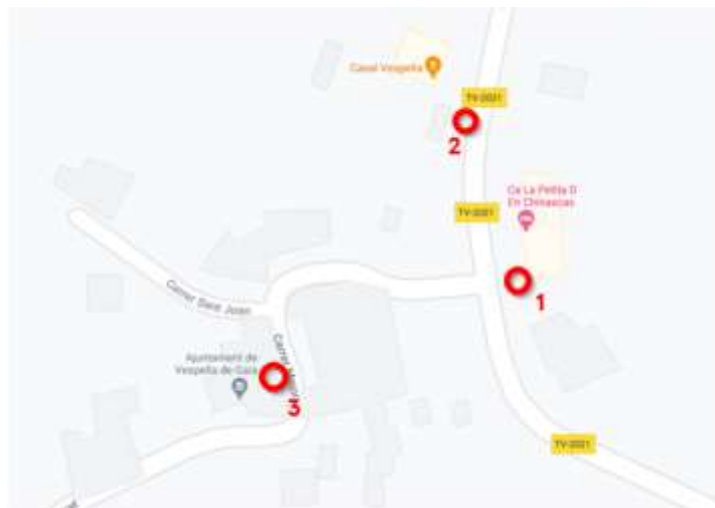 Casal Vespella
TV-2021
2
Ca La Petita D
En Chinascas
TV-2021
1
Carrer Sant Joan
Carrer
Ajuntament de
Vespella de Gaià
3
TV-2021